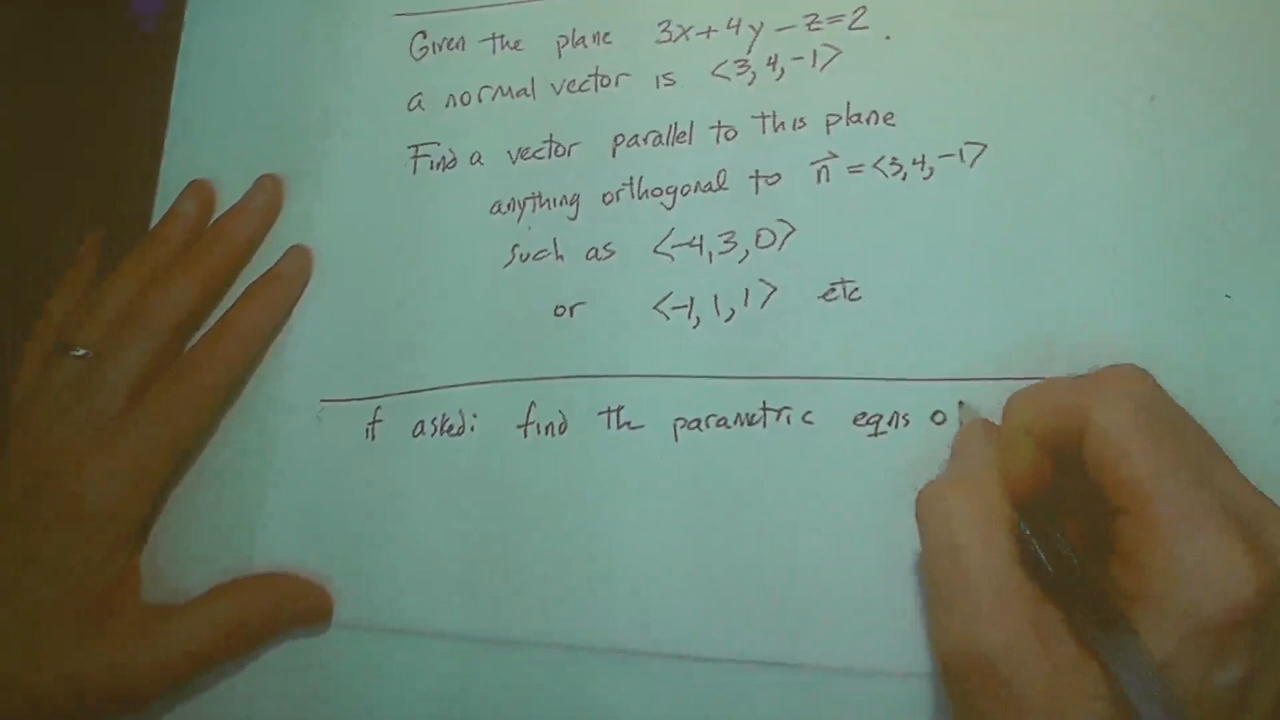 Given the plane 3x+4y-z=2.
a normal vector is <3,4,-1>
Find a vector parallel to this plane
anything orthogonal to n⃗ = <3,4,-1>
such as <-4,3,0>
or <-1,1,1> etc
if asked: find the parametric eqns o